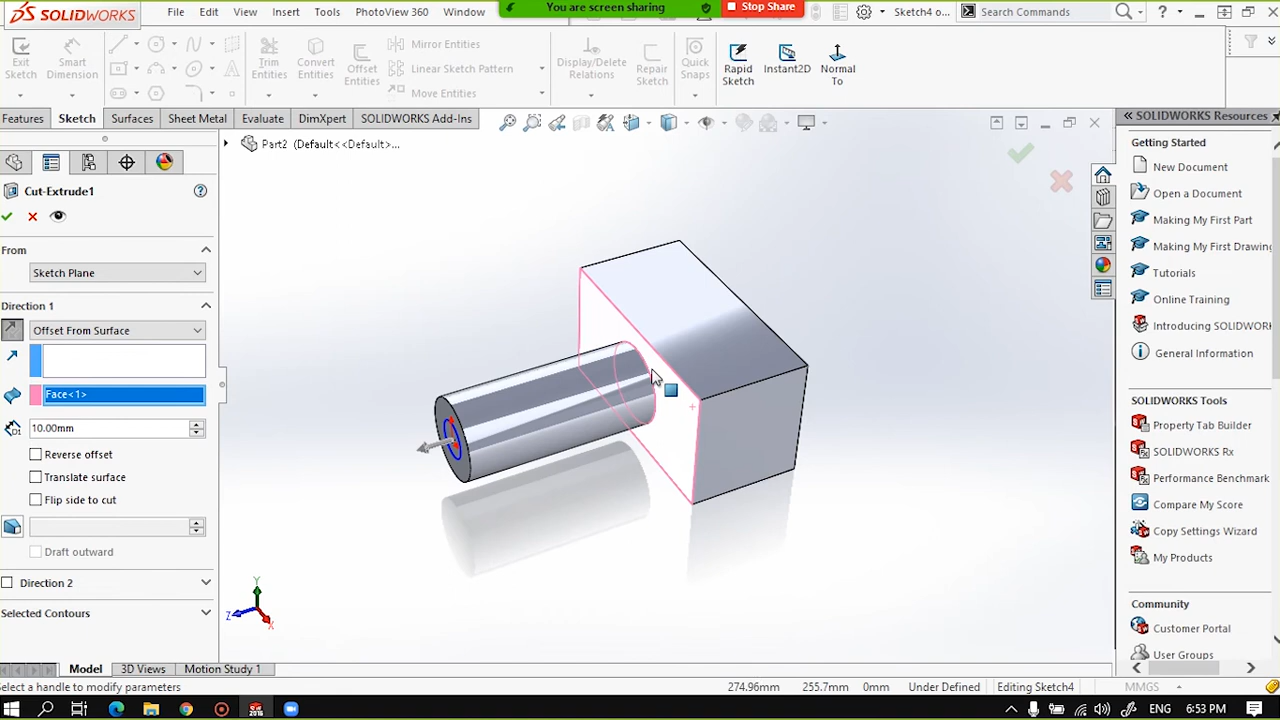 SOLIDWORKS File Edit View Insert Tools PhotoView 360 Window You are screen sharing Stop Share Sketch4 o... Search Commands
Exit Sketch
Smart Dimension
Trim Entities
Convert Entities
Offset Entities
Mirror Entities
Linear Sketch Pattern
Move Entities
Display/Delete Relations
Repair Sketch
Quick Snaps
Rapid Sketch
Instant2D
Normal To
Features Sketch Surfaces Sheet Metal Evaluate DimXpert SOLIDWORKS Add-Ins
Part2 (Default<<Default>...
Cut-Extrude1
From
Sketch Plane
Direction 1
Offset From Surface
Face<1>
10.00mm
Reverse offset
Translate surface
Flip side to cut
Draft outward
Direction 2
Selected Contours
Y
Z
X
SOLIDWORKS Resources
Getting Started
New Document
Open a Document
Making My First Part
Making My First Drawing
Tutorials
Online Training
Introducing SOLIDWOR
General Information
SOLIDWORKS Tools
Property Tab Builder
SOLIDWORKS Rx
Performance Benchmark
Compare My Score
Copy Settings Wizard
My Products
Community
Customer Portal
User Groups
Model 3D Views Motion Study 1
Select a handle to modify parameters 274.96mm 255.7mm 0mm Under Defined Editing Sketch4 MMGS
2016 ENG 6:53 PM